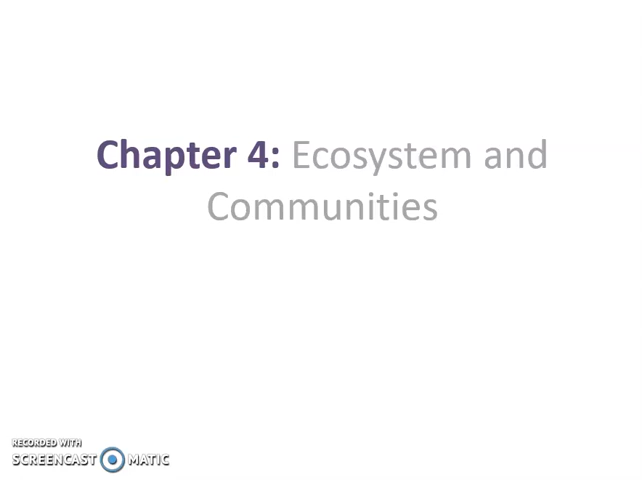 Chapter 4: Ecosystem and
Communities
RECORDED WITH
SCREENCAST MATIC